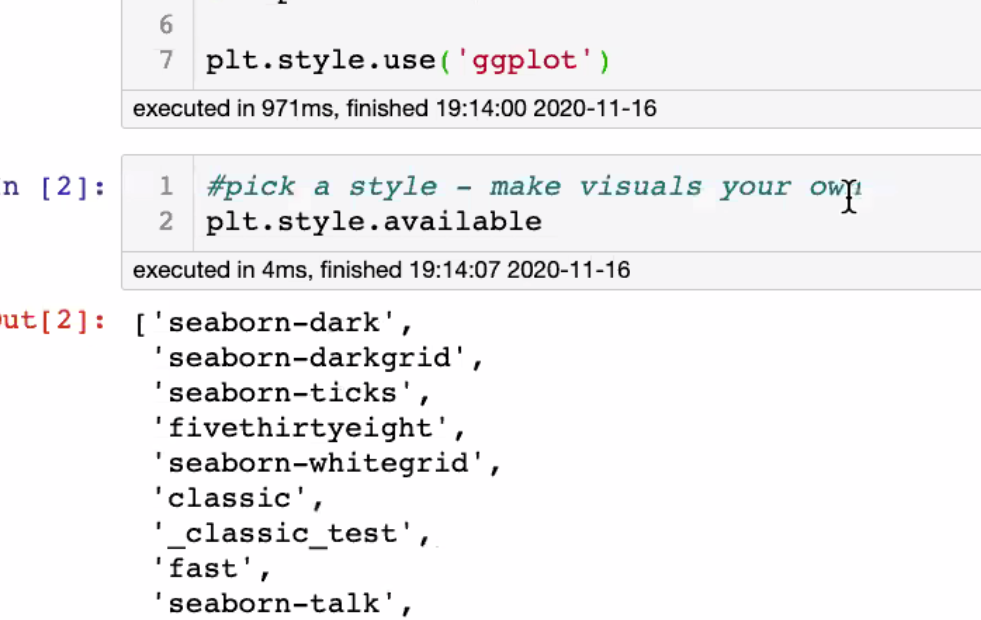 6
7 plt.style.use('ggplot')
executed in 971ms, finished 19:14:00 2020-11-16
n [2]: 1 #pick a style - make visuals your own
2 plt.style.available
executed in 4ms, finished 19:14:07 2020-11-16
ut[2]: ['seaborn-dark',
'seaborn-darkgrid',
'seaborn-ticks',
'fivethirtyeight',
'seaborn-whitegrid',
'classic',
'_classic_test',
'fast',
'seaborn-talk',